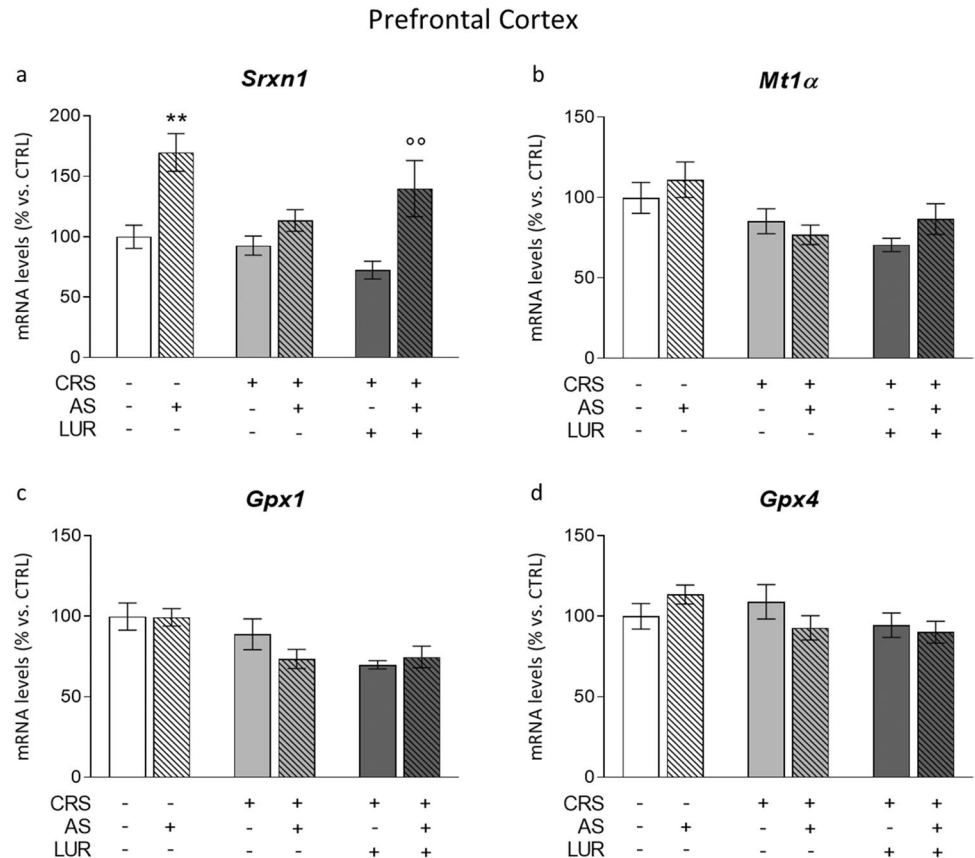 Prefrontal Cortex
a
Srxn1
mRNA levels (% vs. CTRL)
200
150
100
50
0
**
°°
CRS - - + + + +
AS - + - + - +
LUR - - - - + +
b
Mt1α
mRNA levels (% vs. CTRL)
150
100
50
0
CRS - - + + + +
AS - + - + - +
LUR - - - - + +
c
Gpx1
mRNA levels (% vs. CTRL)
150
100
50
0
CRS - - + + + +
AS - + - + - +
LUR - - - - + +
d
Gpx4
mRNA levels (% vs. CTRL)
150
100
50
0
CRS - - + + + +
AS - + - + - +
LUR - - - - + +